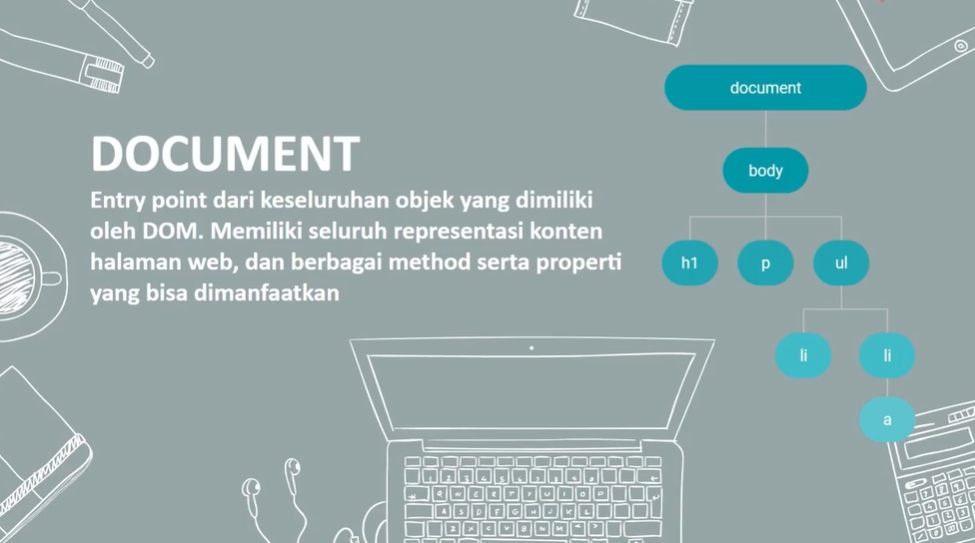 DOCUMENT
Entry point dari keseluruhan objek yang dimiliki
oleh DOM. Memiliki seluruh representasi konten
halaman web, dan berbagai method serta properti
yang bisa dimanfaatkan
document
body
h1
p
ul
li
li
a